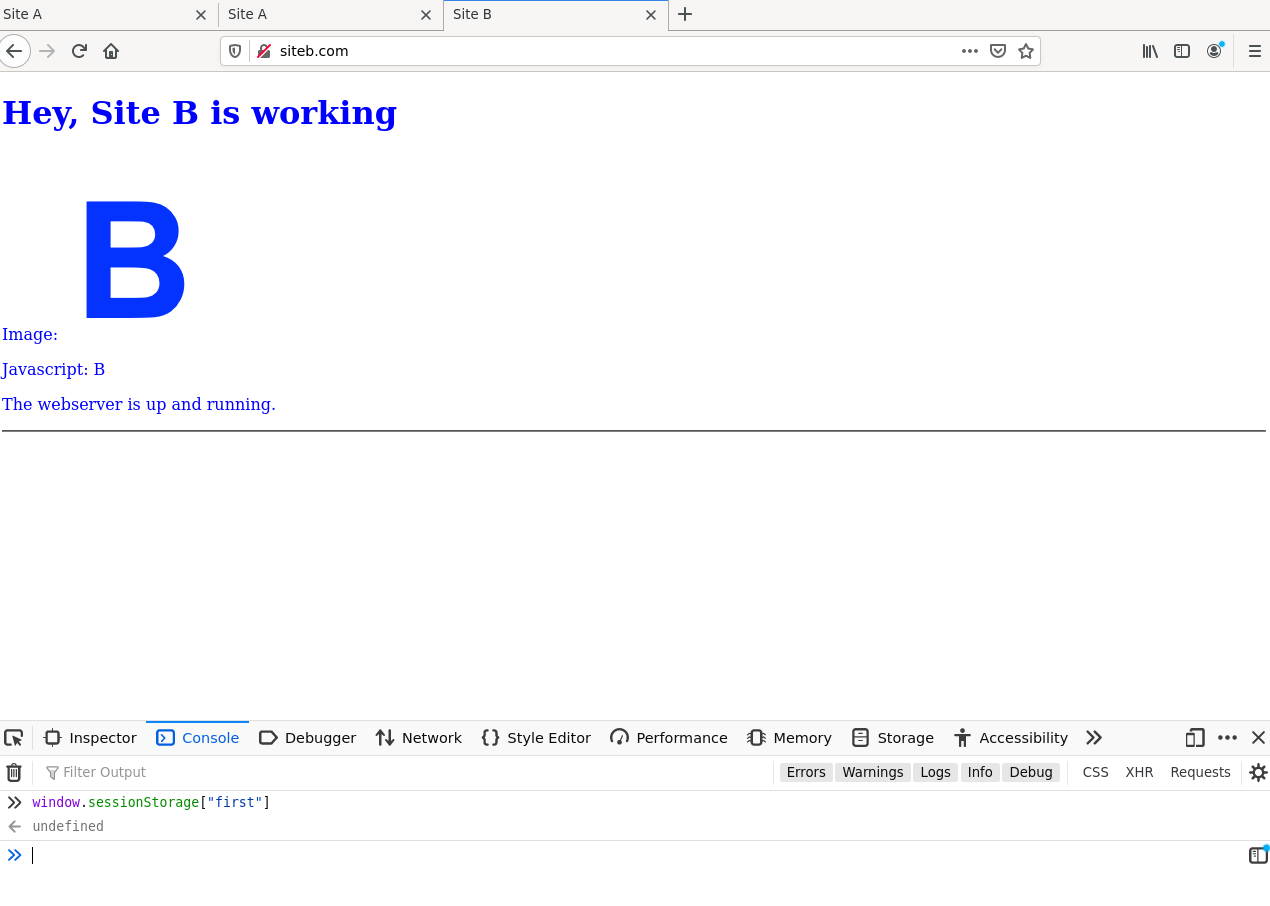 Site A
Site A
Site B
siteb.com
Hey, Site B is working
B
Image:
Javascript: B
The webserver is up and running.
Inspector Console Debugger Network Style Editor Performance Memory Storage Accessibility
Filter Output Errors Warnings Logs Info Debug CSS XHR Requests
window.sessionStorage["first"]
undefined